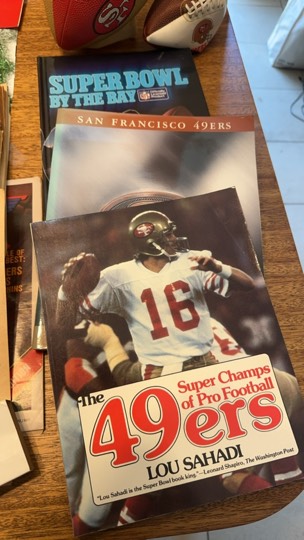 SUPER BOWL
BY THE BAY
SAN FRANCISCO 49ERS
16
The
49ers
Super Champs
of Pro Football
LOU SAHADI
"Lou Sahadi is the Super Bowl book king."—Leonard Shapiro, The Washington Post